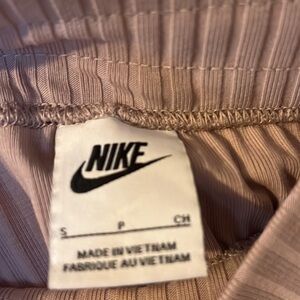 NIKE
S P CH
MADE IN VIETNAM
FABRIQUE AU VIETNAM